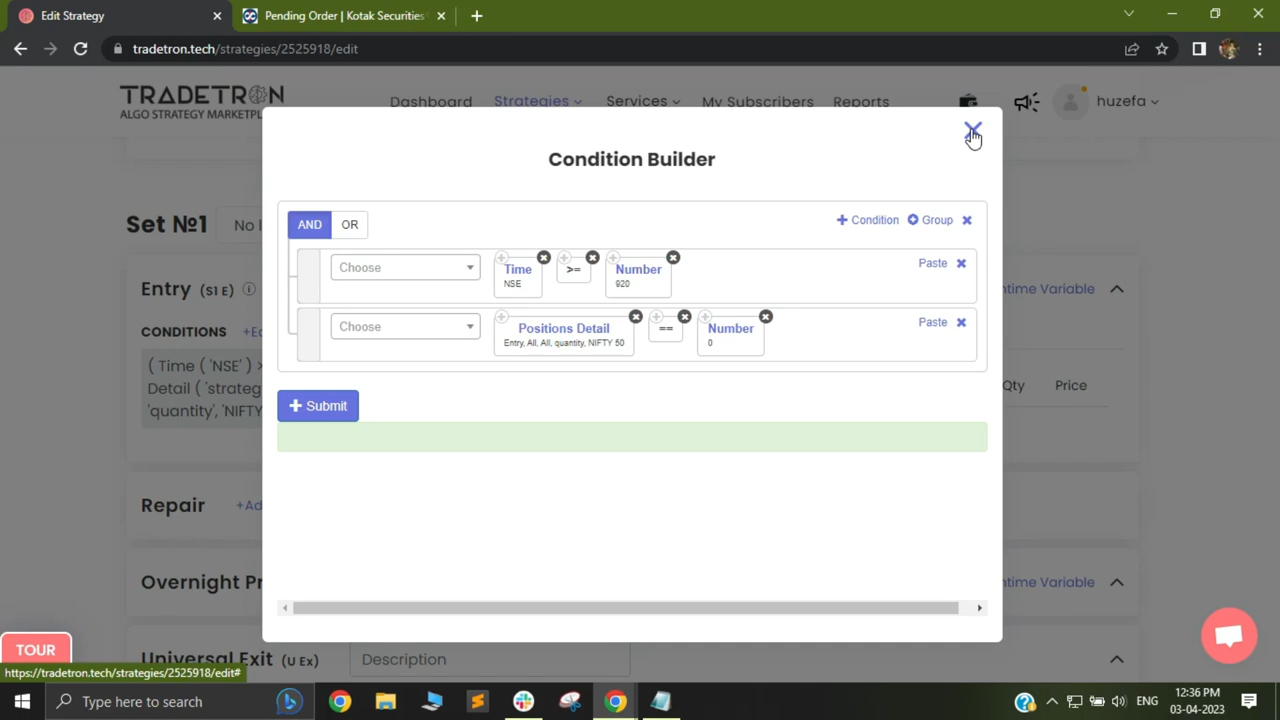 Edit Strategy
Pending Order | Kotak Securities
tradetron.tech/strategies/2525918/edit
TRADETRON
ALGO STRATEGY MARKETPL
Dashboard
Strategies
Services
My Subscribers
Reports
huzefa
Condition Builder
Set №1
No l
AND
OR
Condition
Group
Choose
Time
NSE
>=
Number
920
Paste
Choose
Positions Detail
Entry, All, All, quantity, NIFTY 50
==
Number
0
Paste
Submit
Entry (S1 E)
ntime Variable
CONDITIONS
( Time ( 'NSE' ) >
Detail ( 'strateg
'quantity', 'NIFTY
Qty
Price
Repair
+Ad
Overnight Pr
ntime Variable
Universal Exit (U Ex)
Description
TOUR
https://tradetron.tech/strategies/2525918/edit#
Type here to search
ENG
12:36 PM
03-04-2023